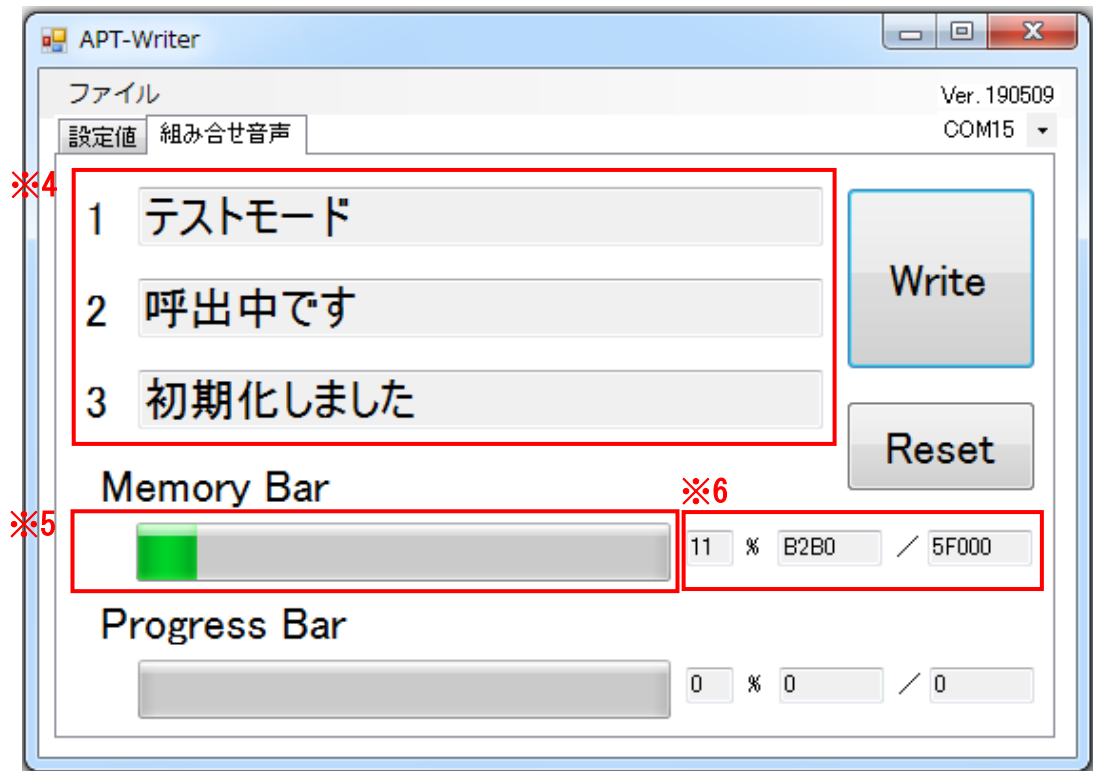 APT-Writer
ファイル
Ver. 190509
設定値 組み合せ音声
COM15
※4
1 テストモード
Write
2 呼出中です
3 初期化しました
Reset
Memory Bar
※6
※5
11 % B2B0 ／ 5F000
Progress Bar
0 % 0 ／ 0